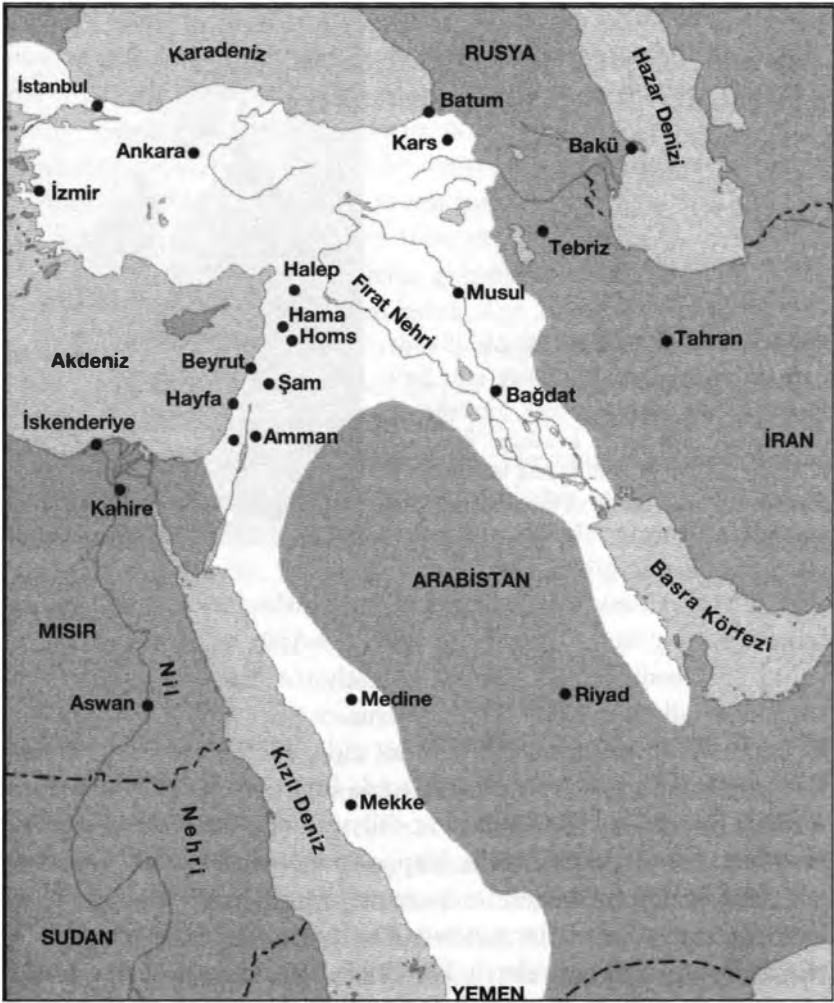 Karadeniz
RUSYA
Hazar Denizi
İstanbul
Batum
Ankara
Kars
Bakü
İzmir
Tebriz
Halep
Fırat Nehri
Musul
Hama
Homs
Tahran
Akdeniz
Beyrut
Şam
Bağdat
Hayfa
İskenderiye
Amman
İRAN
Kahire
ARABİSTAN
Basra Körfezi
MISIR
Nil
Nehri
Aswan
Medine
Riyad
Kızıl Deniz
Mekke
SUDAN
YEMEN